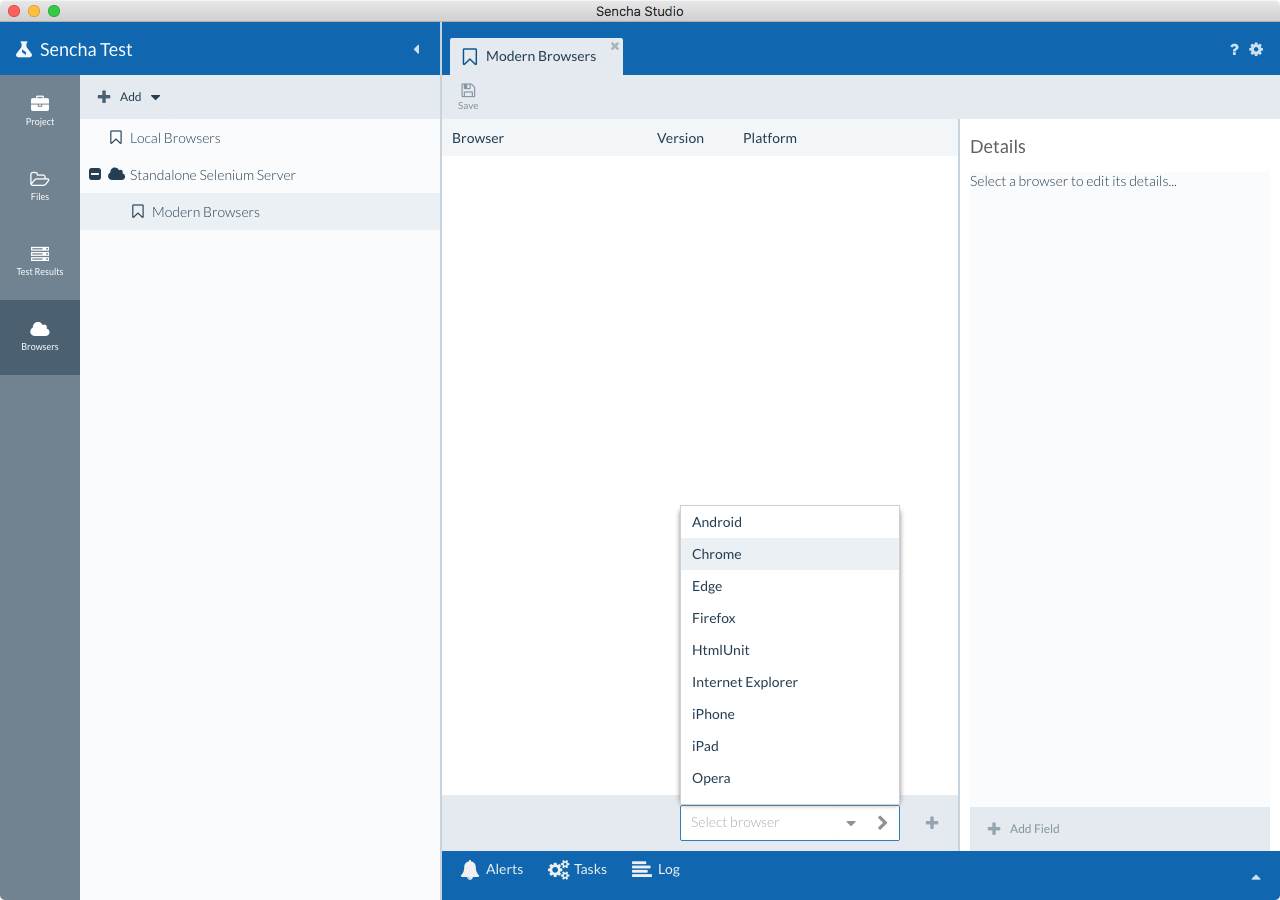 Sencha Studio
Sencha Test
Modern Browsers
?
Project
Files
Test Results
Browsers
Add
Local Browsers
Standalone Selenium Server
Modern Browsers
Save
Browser Version Platform
Android
Chrome
Edge
Firefox
HtmlUnit
Internet Explorer
iPhone
iPad
Opera
Select browser
Details
Select a browser to edit its details...
Add Field
Alerts Tasks Log